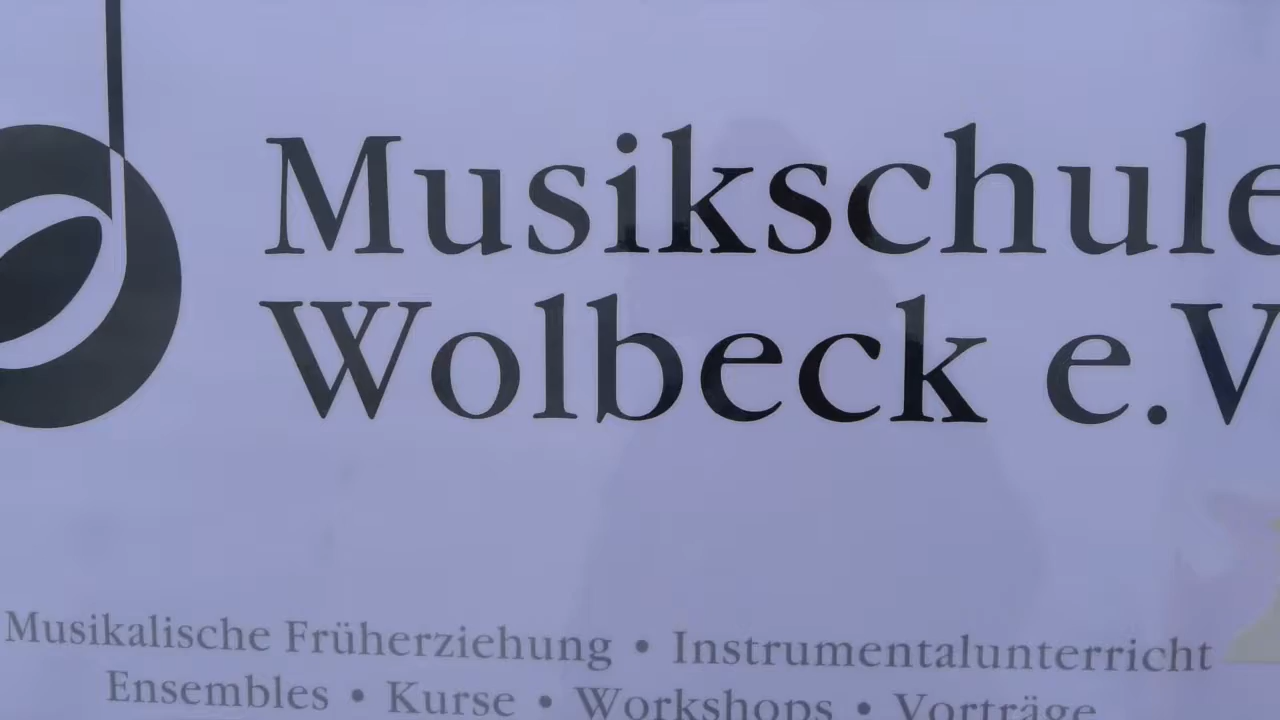 Musikschule
Wolbeck e.V
Musikalische Früherziehung • Instrumentalunterricht
Ensembles • Kurse • Workshops • Vorträge